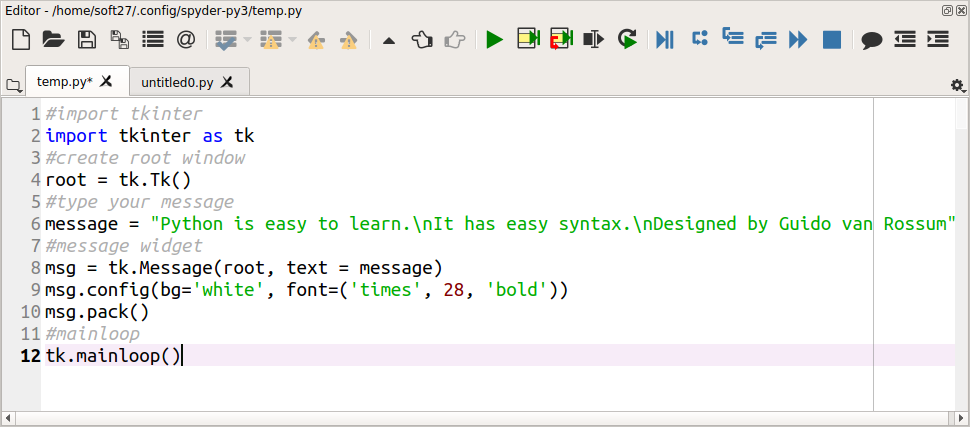 Editor - /home/soft27/.config/spyder-py3/temp.py
temp.py*
untitled0.py
1 #import tkinter
2 import tkinter as tk
3 #create root window
4 root = tk.Tk()
5 #type your message
6 message = "Python is easy to learn.\nIt has easy syntax.\nDesigned by Guido van Rossum"
7 #message widget
8 msg = tk.Message(root, text = message)
9 msg.config(bg='white', font=('times', 28, 'bold'))
10 msg.pack()
11 #mainloop
12 tk.mainloop()